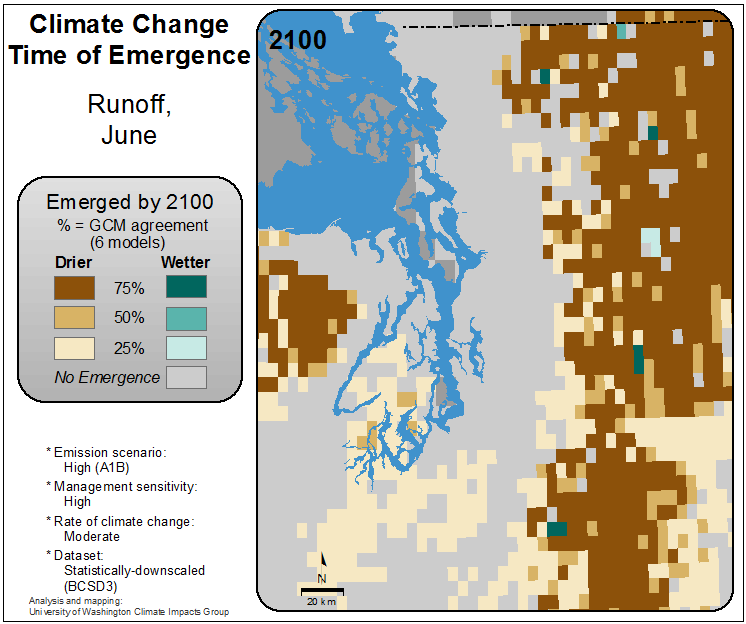 Climate Change
Time of Emergence
Runoff,
June
Emerged by 2100
% = GCM agreement
(6 models)
Drier Wetter
75%
50%
25%
No Emergence
* Emission scenario:
High (A1B)
* Management sensitivity:
High
* Rate of climate change:
Moderate
* Dataset:
Statistically-downscaled
(BCSD3)
Analysis and mapping:
University of Washington Climate Impacts Group
2100
N
20 km